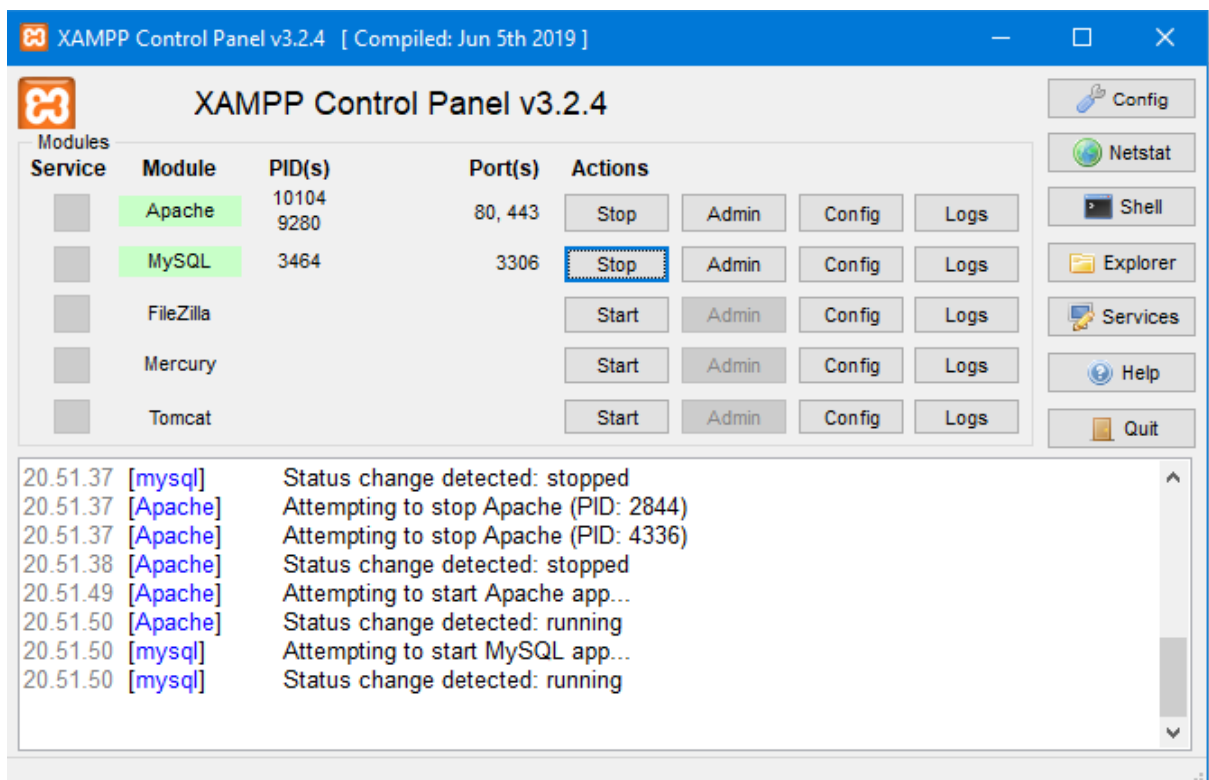 XAMPP Control Panel v3.2.4 [ Compiled: Jun 5th 2019 ]
XAMPP Control Panel v3.2.4
Config
Modules
Netstat
Service Module PID(s) Port(s) Actions
Apache 10104 9280 80, 443 Stop Admin Config Logs
Shell
MySQL 3464 3306 Stop Admin Config Logs
Explorer
FileZilla Start Admin Config Logs
Services
Mercury Start Admin Config Logs
Help
Tomcat Start Admin Config Logs
Quit
20.51.37 [mysql] Status change detected: stopped
20.51.37 [Apache] Attempting to stop Apache (PID: 2844)
20.51.37 [Apache] Attempting to stop Apache (PID: 4336)
20.51.38 [Apache] Status change detected: stopped
20.51.49 [Apache] Attempting to start Apache app...
20.51.50 [Apache] Status change detected: running
20.51.50 [mysql] Attempting to start MySQL app...
20.51.50 [mysql] Status change detected: running